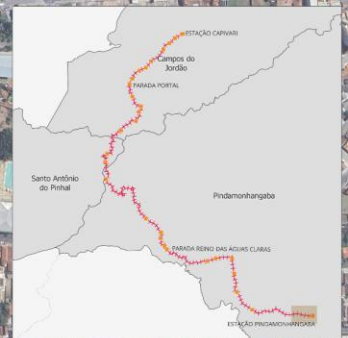 ESTAÇÃO CAPIVARI
Campos do
Jordão
PARADA PORTAL
Santo Antônio
do Pinhal
Pindamonhangaba
PARADA REINO DAS ÁGUAS CLARAS
ESTAÇÃO PINDAMONHANGABA